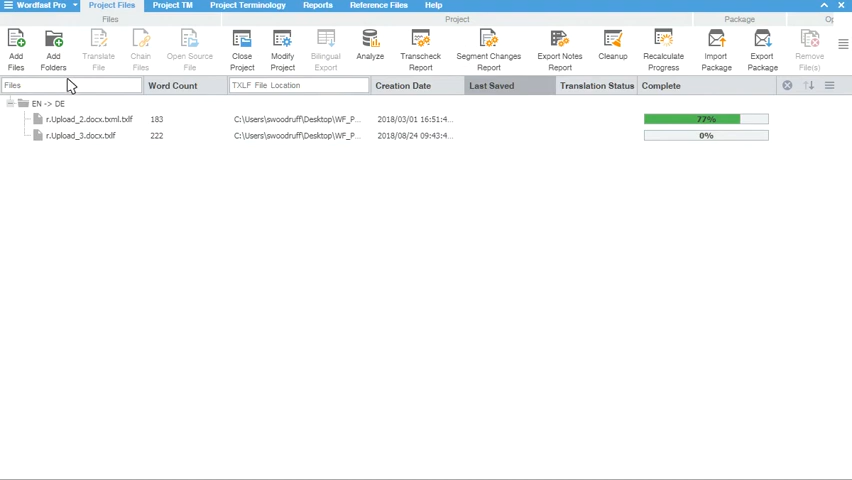 Wordfast Pro Project Files Project TM Project Terminology Reports Reference Files Help
Files Project Package
Add Files
Add Folders
Translate File
Chain Files
Open Source File
Close Project
Modify Project
Bilingual Export
Analyze
Transcheck Report
Segment Changes Report
Export Notes Report
Cleanup
Recalculate Progress
Import Package
Export Package
Remove File(s)
Files Word Count TXLF File Location Creation Date Last Saved Translation Status Complete
EN -> DE
r.Upload_2.docx.txml.txlf 183 C:\Users\swoodruff\Desktop\WF_P... 2018/03/01 16:51:4... 77%
r.Upload_3.docx.txlf 222 C:\Users\swoodruff\Desktop\WF_P... 2018/08/24 09:43:4... 0%